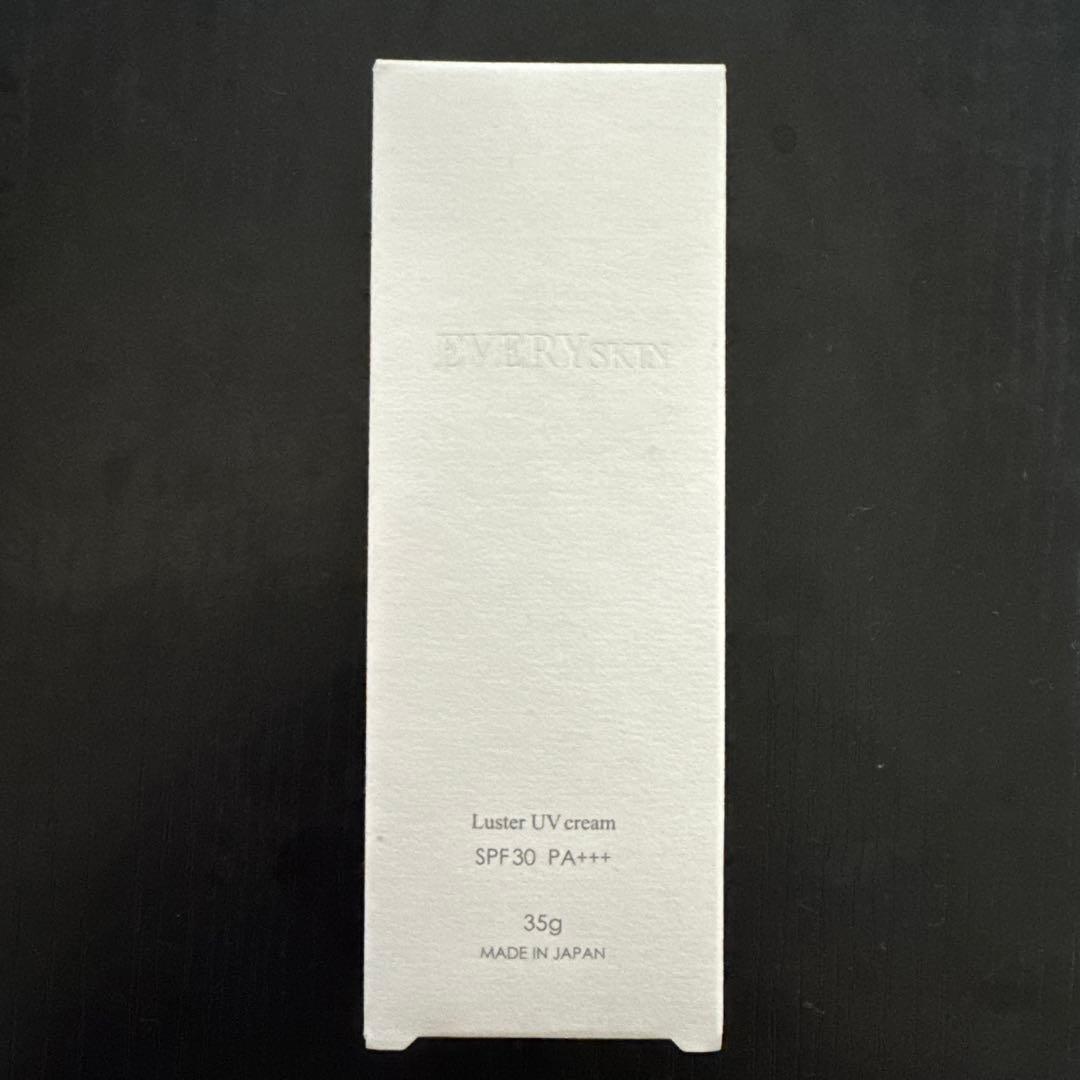 EVERYSKIN
Luster UV cream
SPF30 PA+++
35g
MADE IN JAPAN